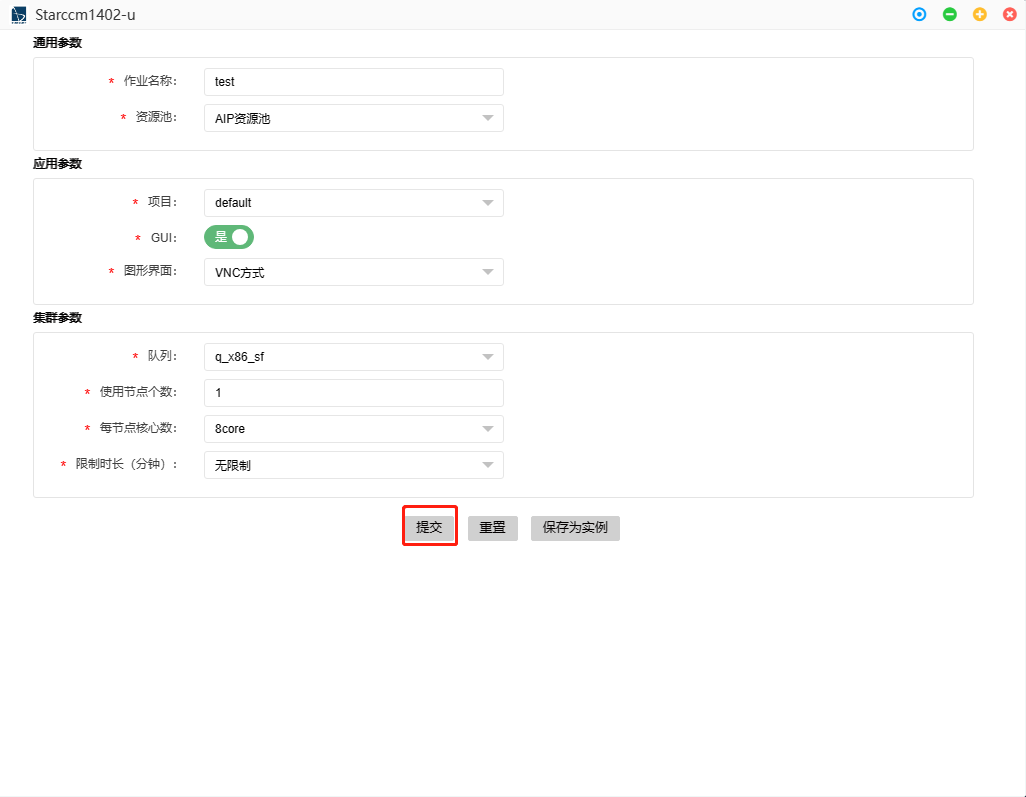 Starccm1402-u
通用参数
* 作业名称: test
* 资源池: AIP资源池
应用参数
* 项目: default
* GUI: 是
* 图形界面: VNC方式
集群参数
* 队列: q_x86_sf
* 使用节点个数: 1
* 每节点核心数: 8core
* 限制时长（分钟）: 无限制
提交 重置 保存为实例